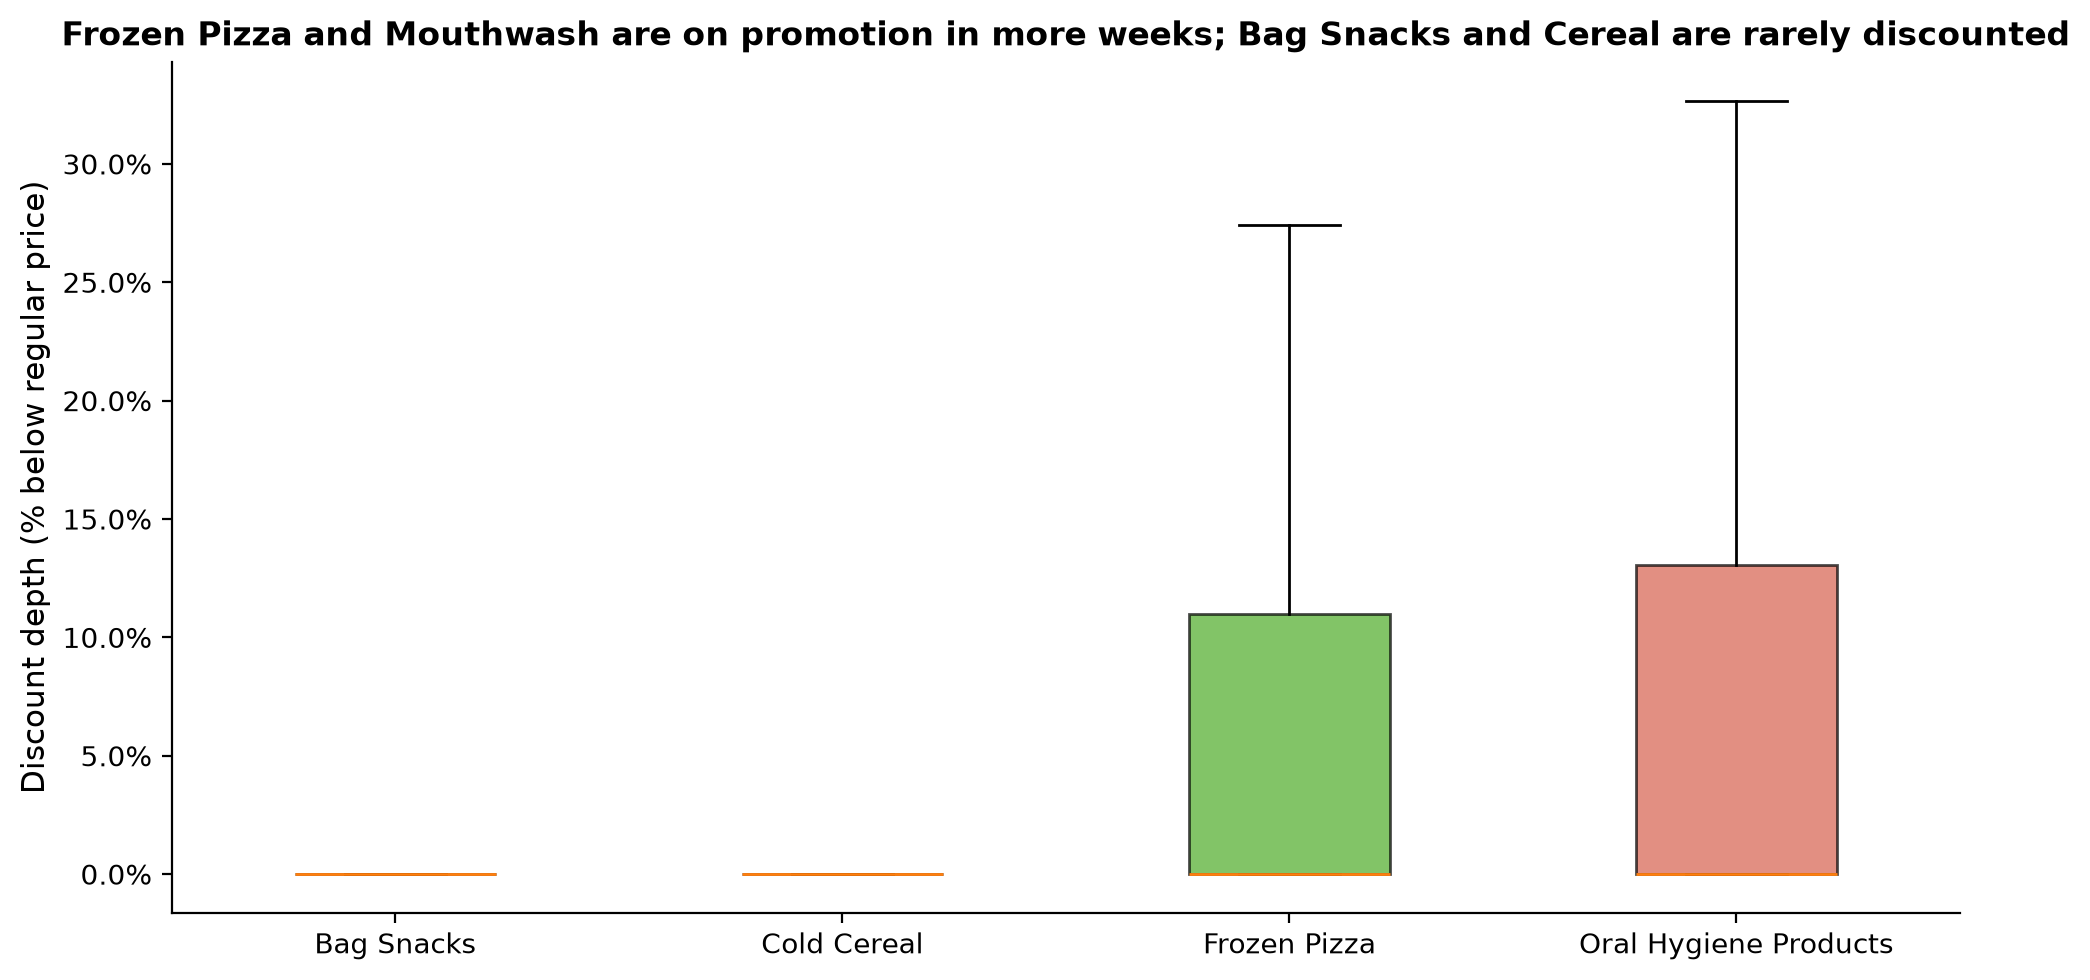 Frozen Pizza and Mouthwash are on promotion in more weeks; Bag Snacks and Cereal are rarely discounted
Discount depth (% below regular price)
30.0%
25.0%
20.0%
15.0%
10.0%
5.0%
0.0%
Bag Snacks
Cold Cereal
Frozen Pizza
Oral Hygiene Products